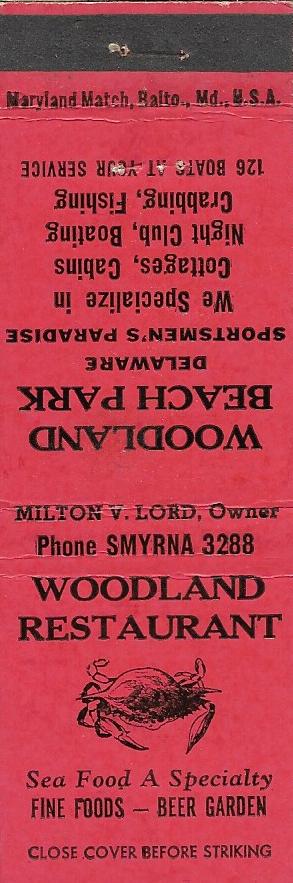 Maryland Match, Balto., Md., U.S.A.
WOODLAND
BEACH PARK
DELAWARE
SPORTSMEN'S PARADISE
We Specialize in
Cottages, Cabins
Night Club, Boating
Crabbing, Fishing
126 BOATS AT YOUR SERVICE
MILTON V. LORD, Owner
Phone SMYRNA 3288
WOODLAND
RESTAURANT
Sea Food A Specialty
FINE FOODS — BEER GARDEN
CLOSE COVER BEFORE STRIKING